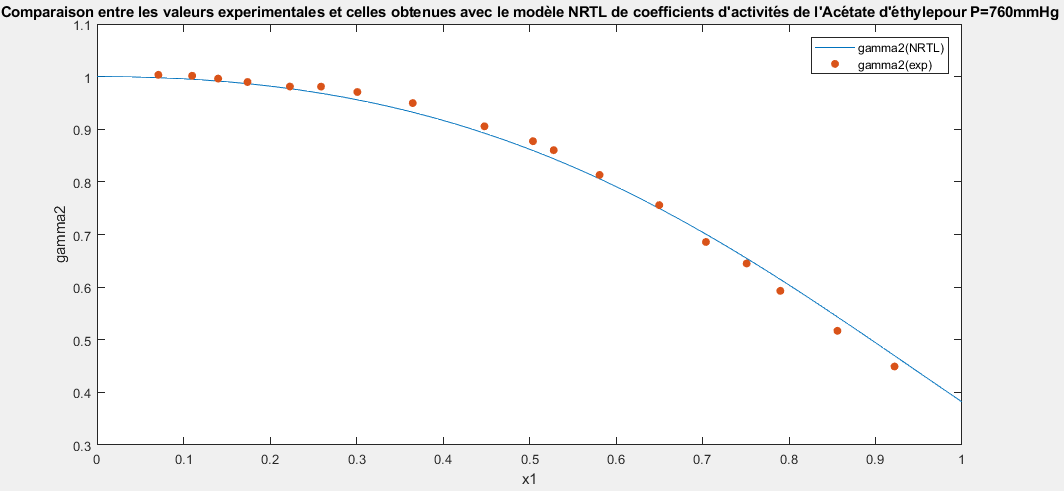 Comparaison entre les valeurs experimentales et celles obtenues avec le modèle NRTL de coefficients d'activités de l'Acétate d'éthylepour P=760mmHg
1.1
gamma2(NRTL)
gamma2(exp)
1
0.9
0.8
0.7
gamma2
0.6
0.5
0.4
0.3
0 0.1 0.2 0.3 0.4 0.5 0.6 0.7 0.8 0.9 1
x1